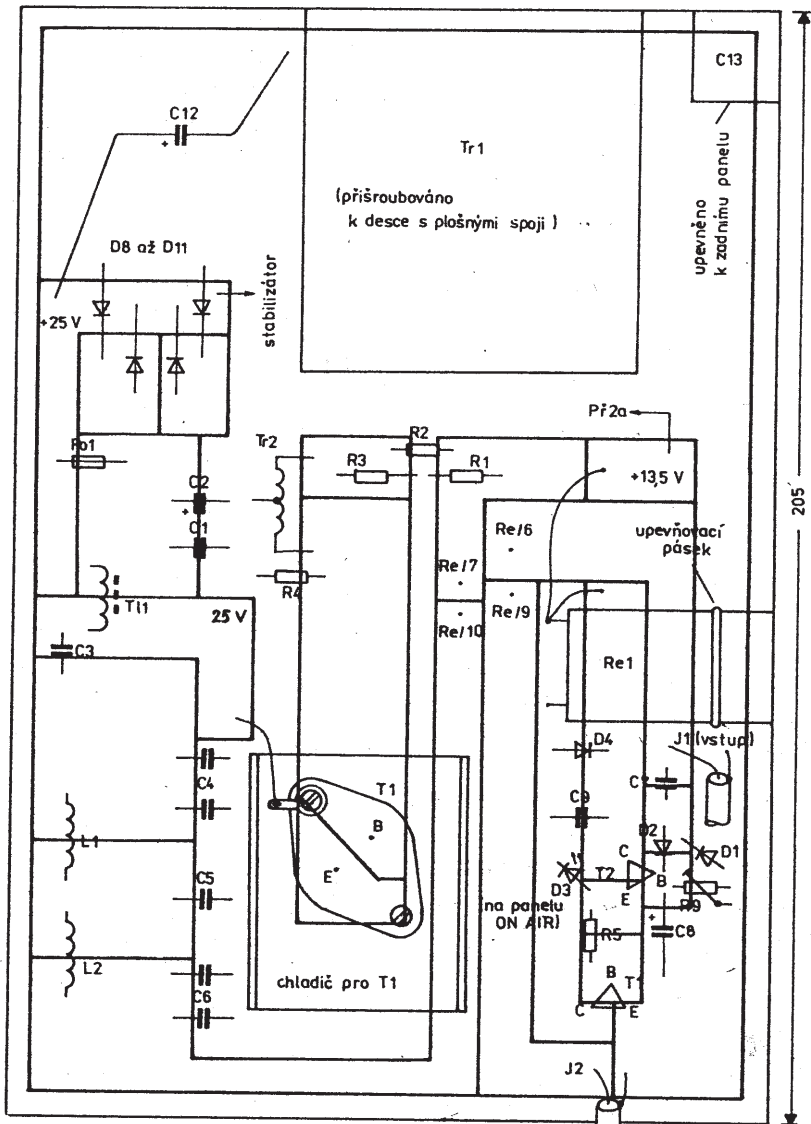 C13
C12
+
Tr1
(přišroubováno
k desce s plošnými spoji)
upevněno
k zadnímu panelu
D8 až D11
stabilizátor
+25 V
Př2a
Po1
Tr2
R2
R3
R1
+13,5 V
205
C2
+
C1
Re/6
upevňovací
pásek
R4
Re/7
Re/9
Tl1
25 V
Re/10
C3
Re1
D4
J1 (vstup)
C4
T1
C9
B
L1
D2
D1
E
C
T2
B
D3
E
C5
(na panelu
ON AIR)
R9
+
R5
C8
L2
chladič pro T1
B
T1
C6
C
E
J2